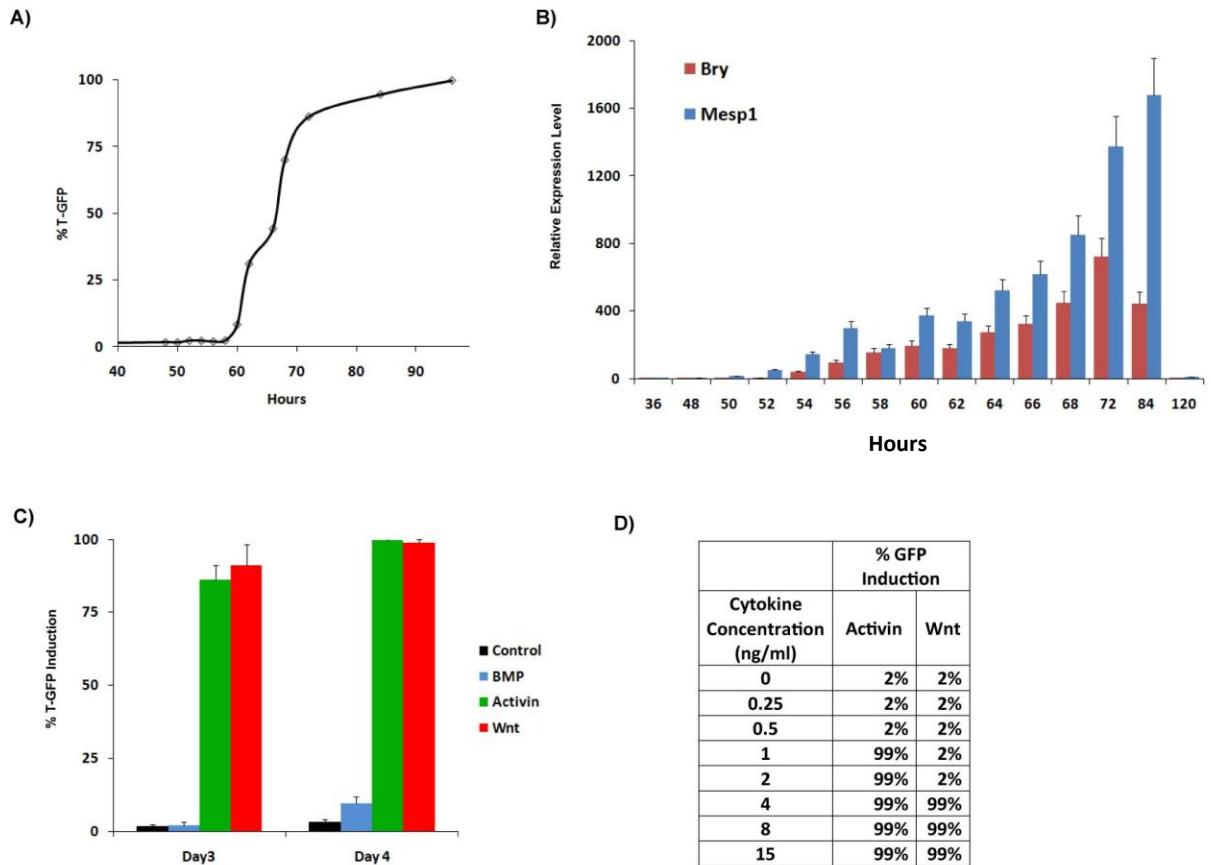 A)
% T-GFP
100
75
50
25
0
40 50 60 70 80 90
Hours
B)
Relative Expression Level
2000
1600
1200
800
400
0
Bry
Mesp1
36 48 50 52 54 56 58 60 62 64 66 68 72 84 120
Hours
C)
% T-GFP Induction
100
75
50
25
0
Control
BMP
Activin
Wnt
Day3 Day 4
D)
% GFP
Induction
Cytokine
Concentration
(ng/ml)
Activin Wnt
0 2% 2%
0.25 2% 2%
0.5 2% 2%
1 99% 2%
2 99% 2%
4 99% 99%
8 99% 99%
15 99% 99%